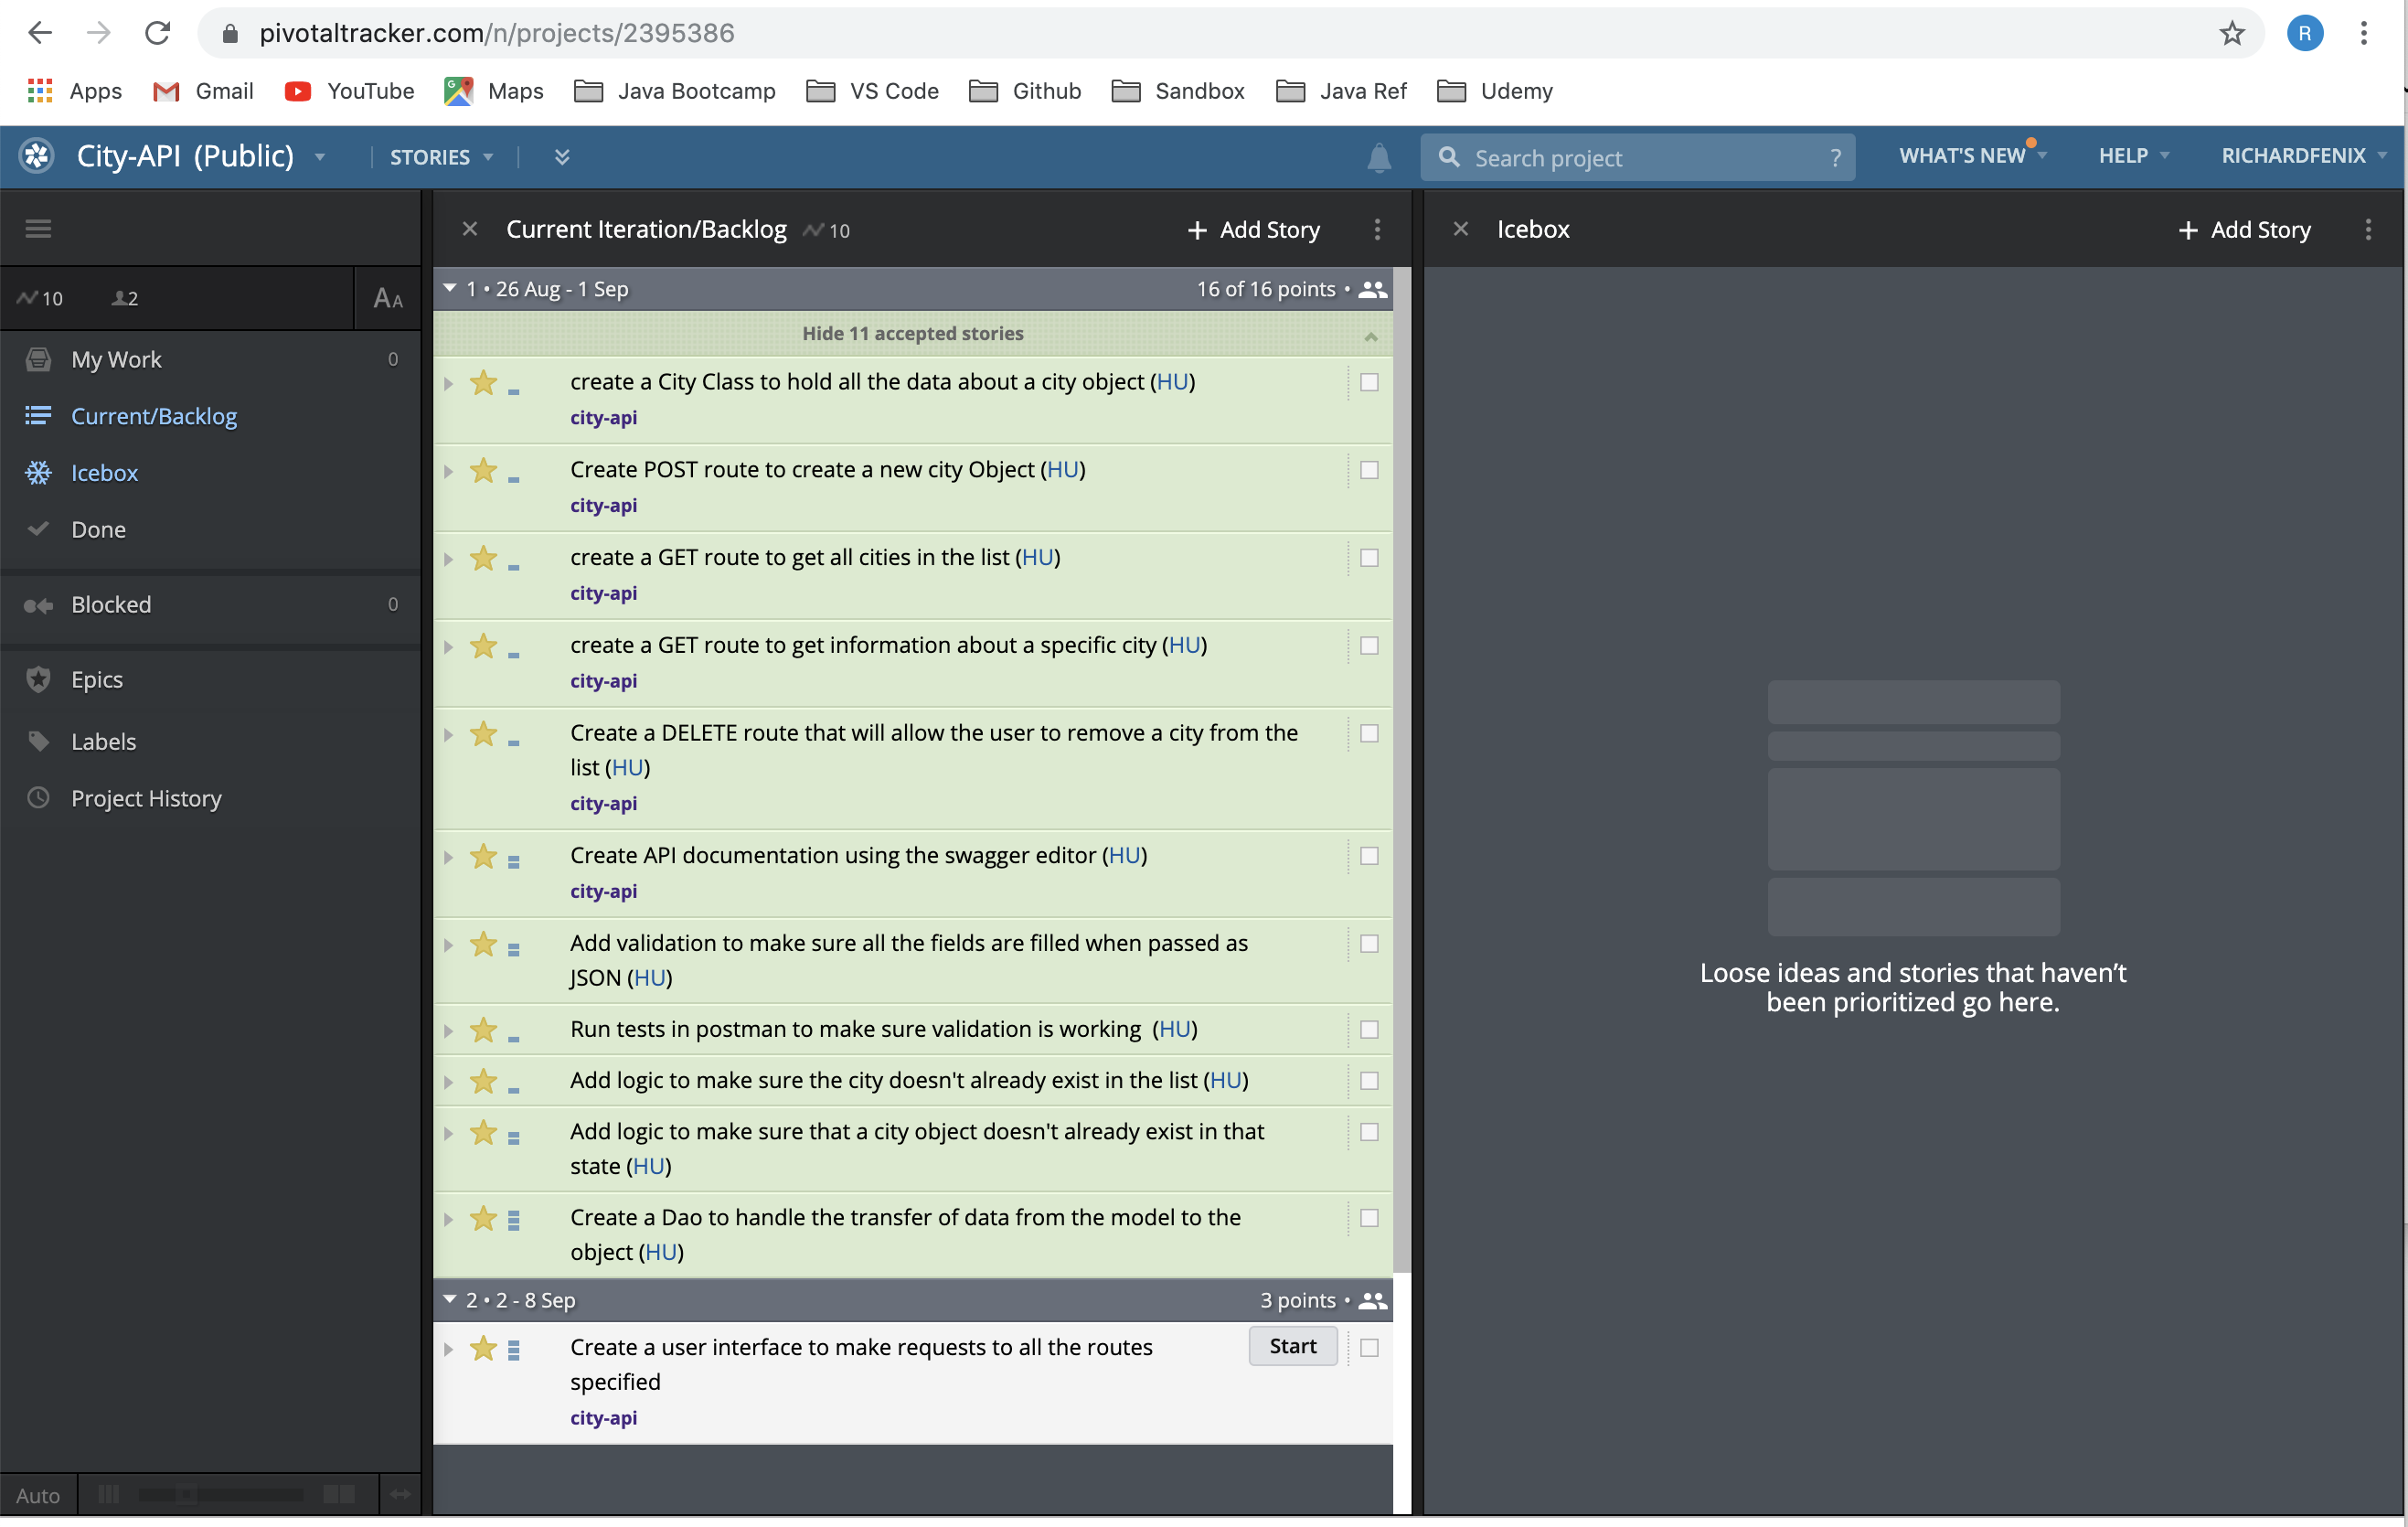 pivotaltracker.com/n/projects/2395386
R
Apps
Gmail
YouTube
Maps
Java Bootcamp
VS Code
Github
Sandbox
Java Ref
Udemy
City-API (Public)
STORIES
Search project
?
WHAT'S NEW
HELP
RICHARDFENIX
10
2
AA
My Work 0
Current/Backlog
Icebox
Done
Blocked 0
Epics
Labels
Project History
Auto
Current Iteration/Backlog 10
+ Add Story
1 • 26 Aug - 1 Sep
16 of 16 points •
Hide 11 accepted stories
create a City Class to hold all the data about a city object (HU)
city-api
Create POST route to create a new city Object (HU)
city-api
create a GET route to get all cities in the list (HU)
city-api
create a GET route to get information about a specific city (HU)
city-api
Create a DELETE route that will allow the user to remove a city from the
list (HU)
city-api
Create API documentation using the swagger editor (HU)
city-api
Add validation to make sure all the fields are filled when passed as
JSON (HU)
Run tests in postman to make sure validation is working (HU)
Add logic to make sure the city doesn't already exist in the list (HU)
Add logic to make sure that a city object doesn't already exist in that
state (HU)
Create a Dao to handle the transfer of data from the model to the
object (HU)
2 • 2 - 8 Sep
3 points •
Create a user interface to make requests to all the routes
specified
city-api
Start
Icebox
+ Add Story
Loose ideas and stories that haven’t
been prioritized go here.